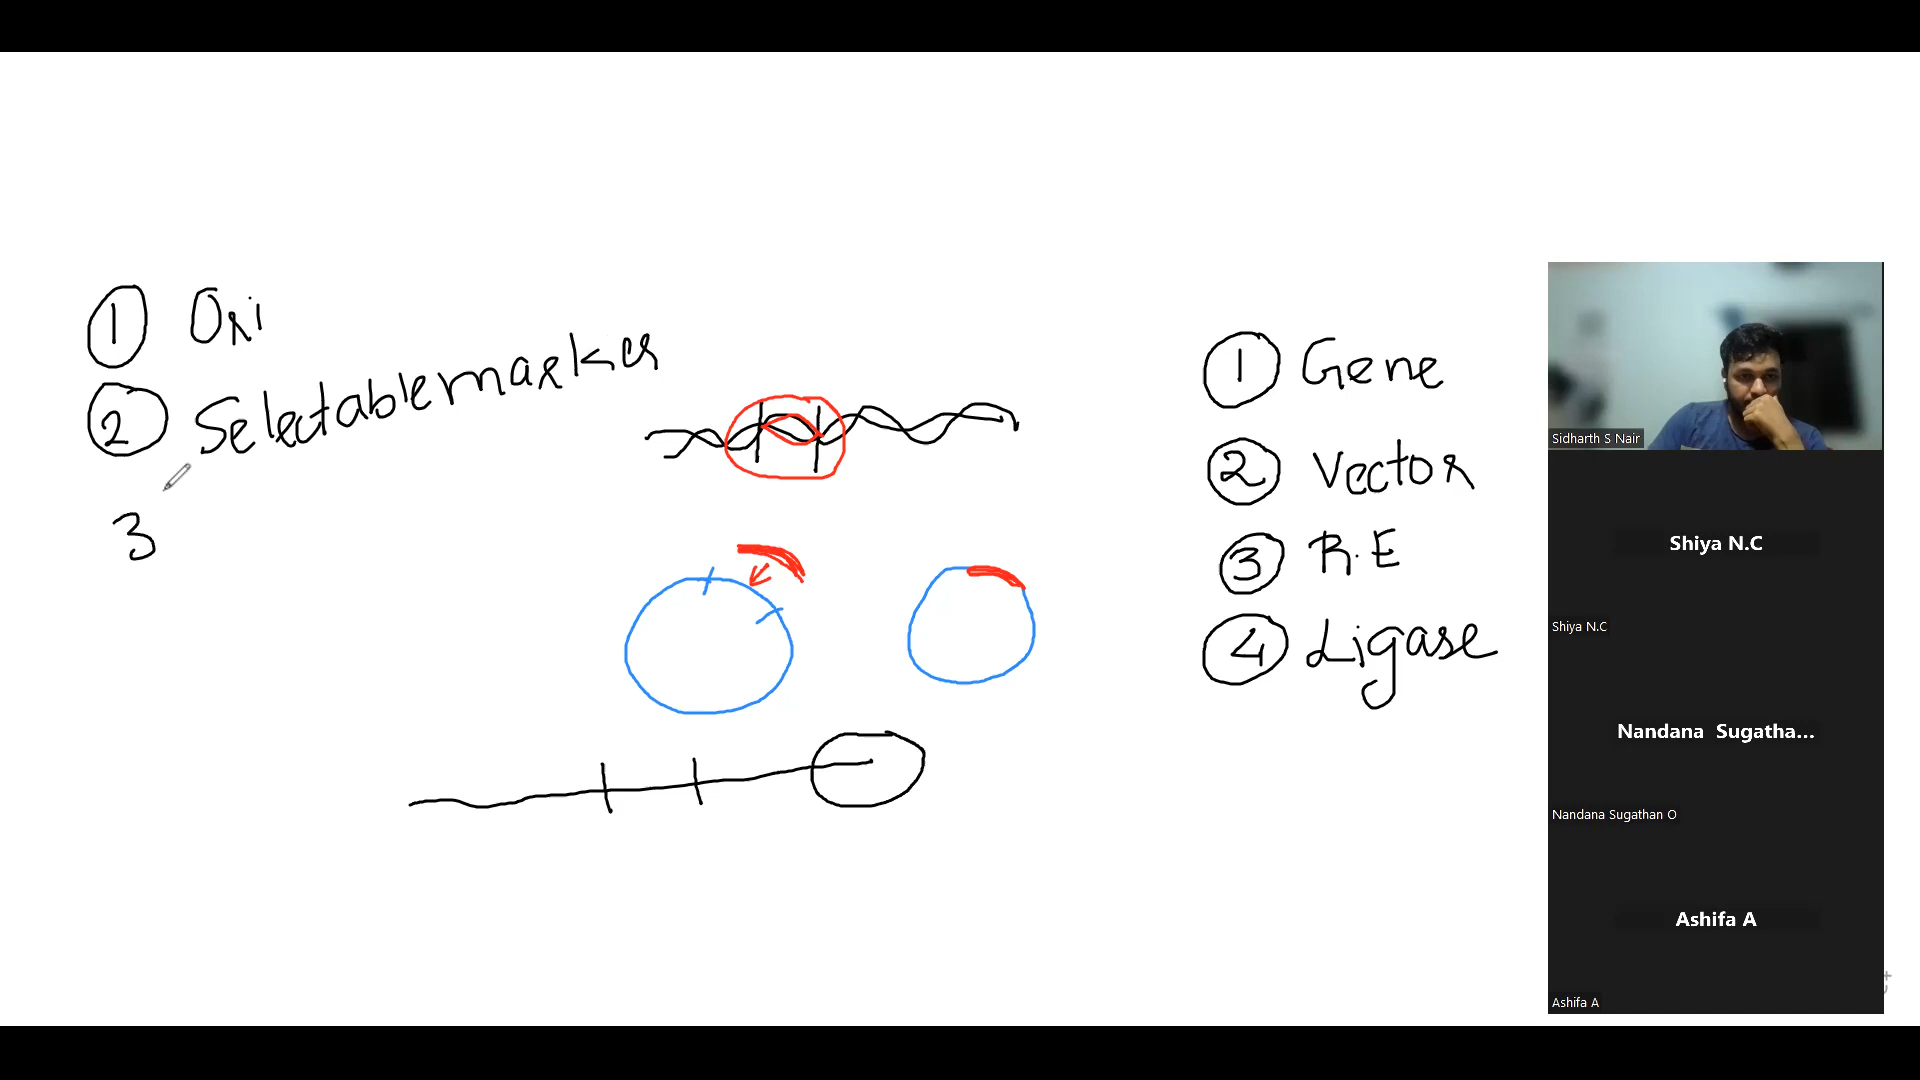 1 Ori
2 Selectablemarker
3
1 Gene
2 Vector
3 R.E
4 Ligase
Sidharth S Nair
Shiya N.C
Shiya N.C
Nandana Sugatha...
Nandana Sugathan O
Ashifa A
Ashifa A